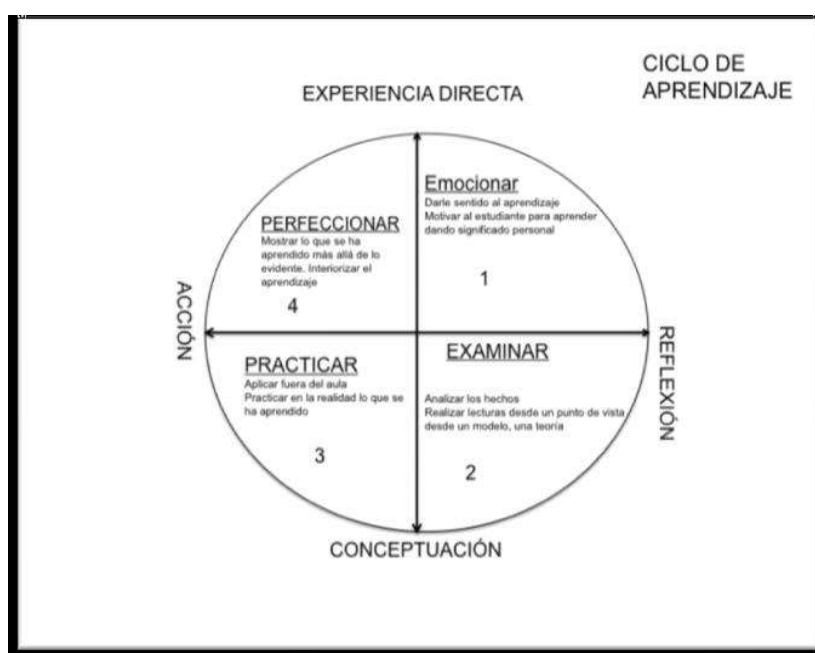 CICLO DE
APRENDIZAJE
EXPERIENCIA DIRECTA
Emocionar
Darle sentido al aprendizaje
Motivar al estudiante para aprender
dando significado personal
1
PERFECCIONAR
Mostrar lo que se ha
aprendido más allá de lo
evidente. Interiorizar el
aprendizaje
4
ACCIÓN
REFLEXIÓN
EXAMINAR
Analizar los hechos
Realizar lecturas desde un punto de vista
desde un modelo, una teoría
2
PRACTICAR
Aplicar fuera del aula
Practicar en la realidad lo que se
ha aprendido
3
CONCEPTUACIÓN